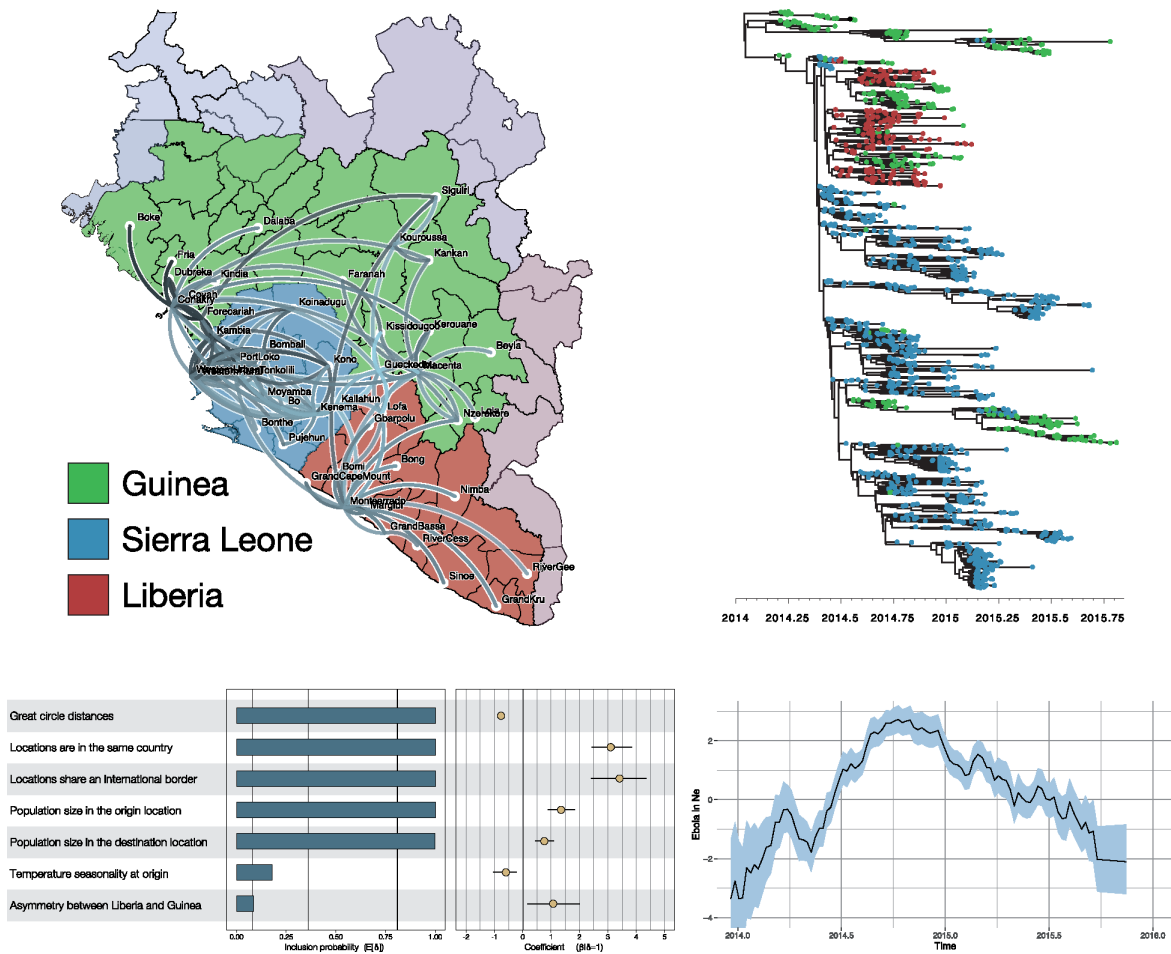 Siguiri
Boke
Dalaba
Kouroussa
Kankan
Fria
Dubreka
Kindia
Faranah
Coyah
Conakry
Koinadugu
Forecariah
Kissidougou
Kerouane
Kambia
Bombali
Beyla
PortLoko
Kono
Gueckedou
Macenta
Tonkolili
Moyamba
Kailahun
Bo
Kenema
Lofa
Gbarpolu
Nzerekore
Bonthe
Pujehun
Bomi
Bong
GrandCapeMount
Nimba
Montserrado
Margibi
GrandBassa
RiverCess
Sinoe
RiverGee
GrandKru
Guinea
Sierra Leone
Liberia
2014 2014.25 2014.5 2014.75 2015 2015.25 2015.5 2015.75
Great circle distances
Locations are in the same country
Locations share an international border
Population size in the origin location
Population size in the destination location
Temperature seasonality at origin
Asymmetry between Liberia and Guinea
0.00 0.25 0.50 0.75 1.00
Inclusion probability (E[δ])
-2 -1 0 1 2 3 4 5
Coefficient (β|δ=1)
2
0
-2
-4
Ebola ln Ne
2014.0 2014.5 2015.0 2015.5 2016.0
Time